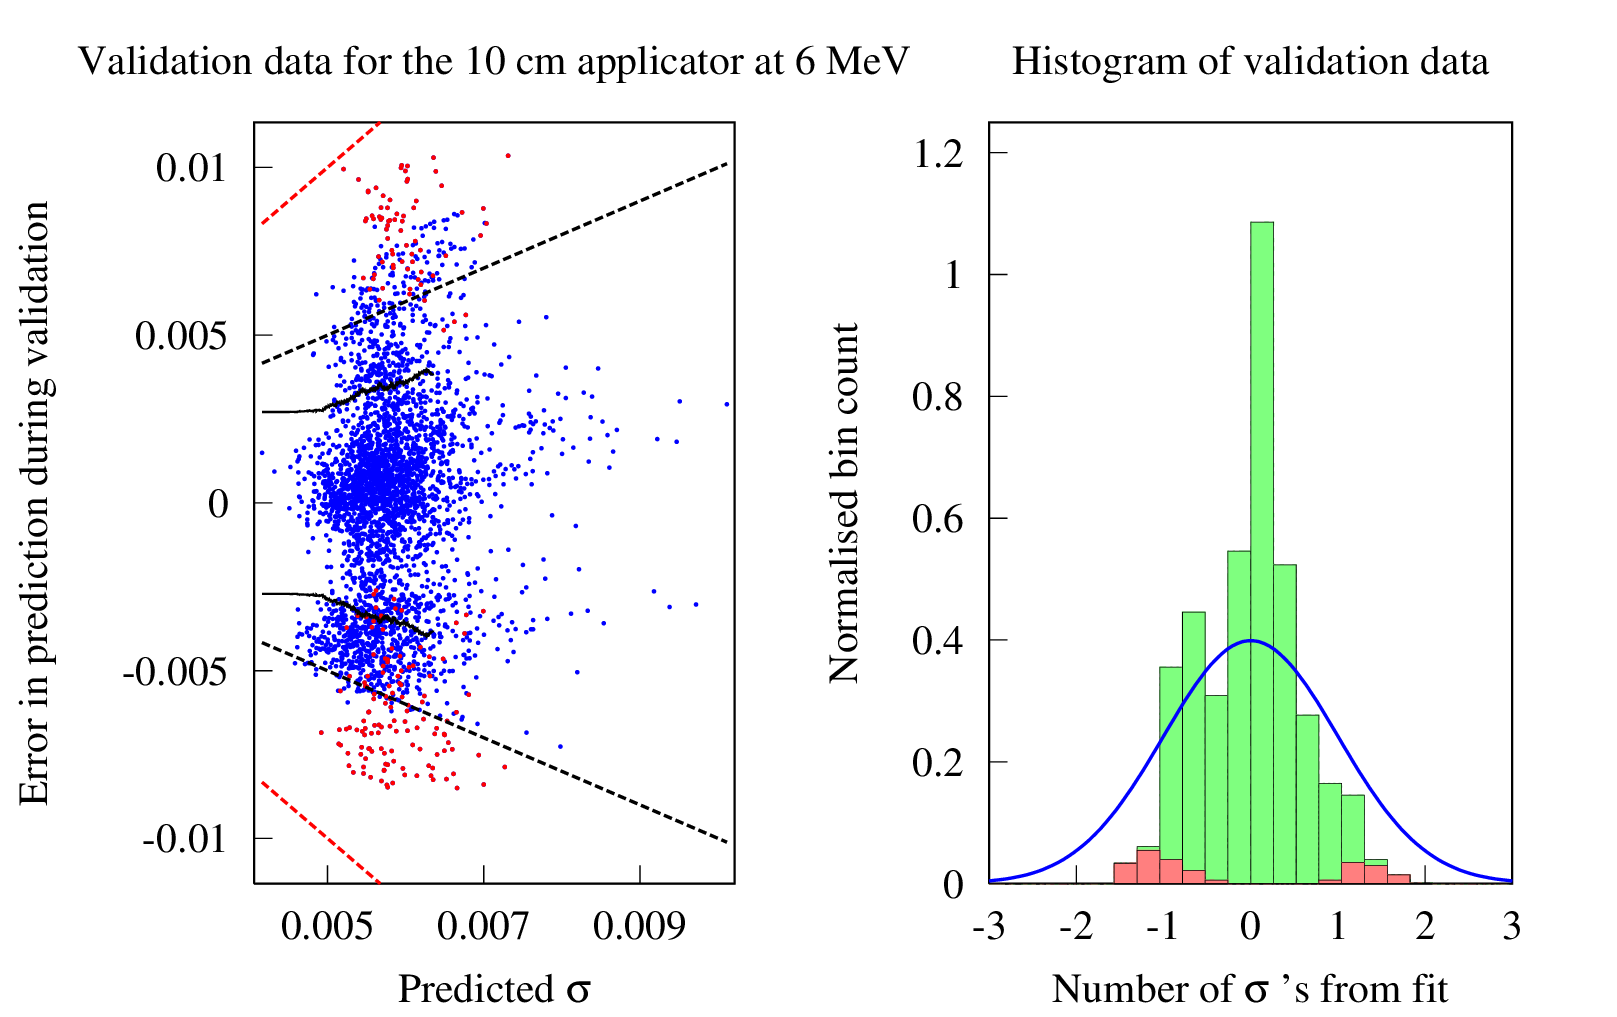 Validation data for the 10 cm applicator at 6 MeV
Error in prediction during validation
0.01
0.005
0
-0.005
-0.01
0.005 0.007 0.009
Predicted σ
Histogram of validation data
Normalised bin count
1.2
1
0.8
0.6
0.4
0.2
0
-3 -2 -1 0 1 2 3
Number of σ 's from fit